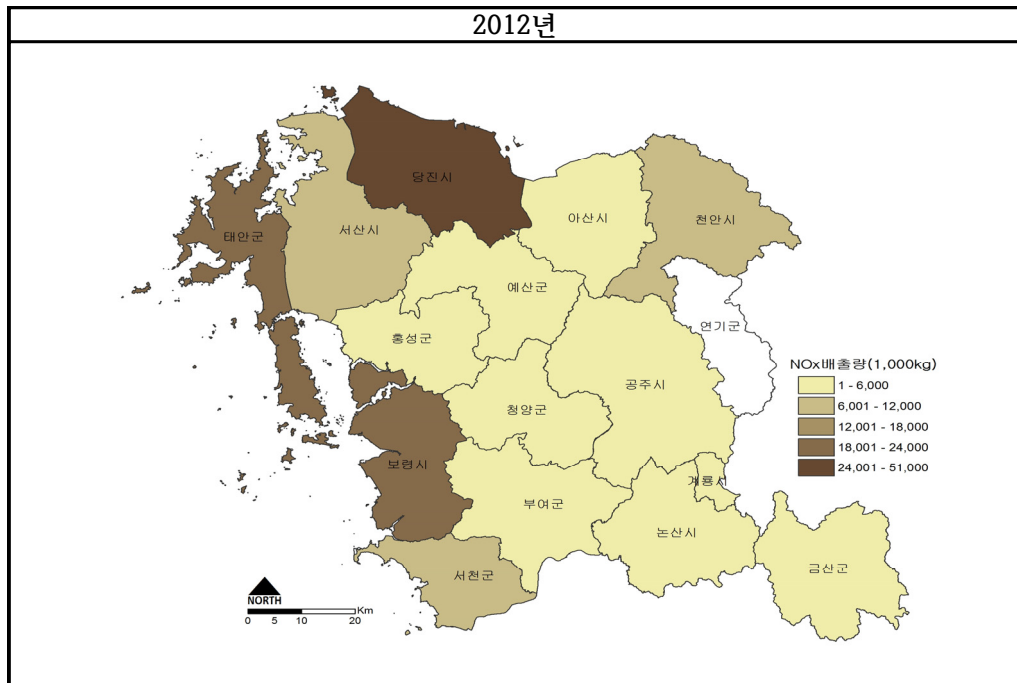 2012년
당진시
아산시
천안시
서산시
태안군
예산군
연기군
홍성군
NOx배출량(1,000kg)
1 - 6,000
6,001 - 12,000
12,001 - 18,000
18,001 - 24,000
24,001 - 51,000
공주시
청양군
보령시
계룡시
부여군
논산시
금산군
서천군
NORTH
Km
0 5 10 20